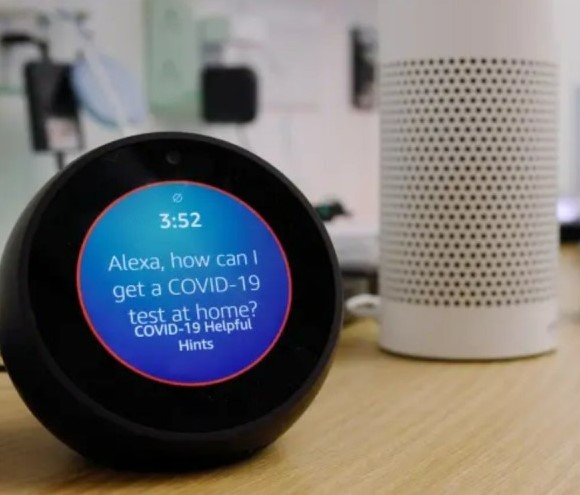 3:52
Alexa, how can I
get a COVID-19
test at home?
COVID-19 Helpful
Hints